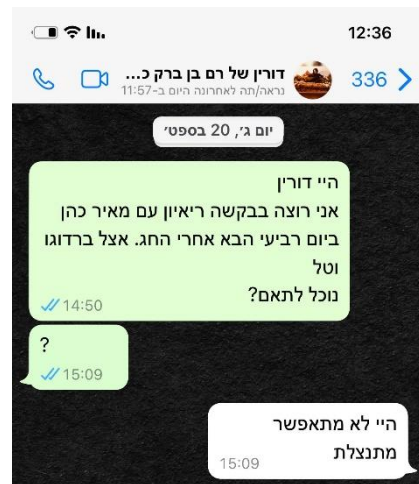 12:36
336
דורין של רם בן ברק כ...
נראה/תה לאחרונה היום ב-11:57
יום ג׳, 20 בספט׳
היי דורין
אני רוצה בבקשה ריאיון עם מאיר כהן
ביום רביעי הבא אחרי החג. אצל ברדוגו
וטל
נוכל לתאם?
14:50
?
15:09
היי לא מתאפשר
מתנצלת
15:09